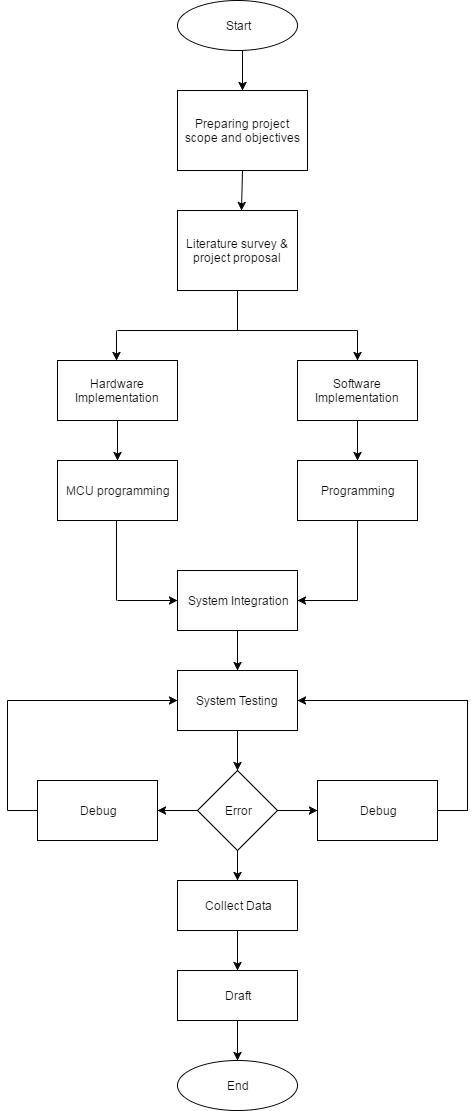 Start
Preparing project
scope and objectives
Literature survey &
project proposal
Hardware
Implementation
Software
Implementation
MCU programming
Programming
System Integration
System Testing
Debug
Error
Debug
Collect Data
Draft
End